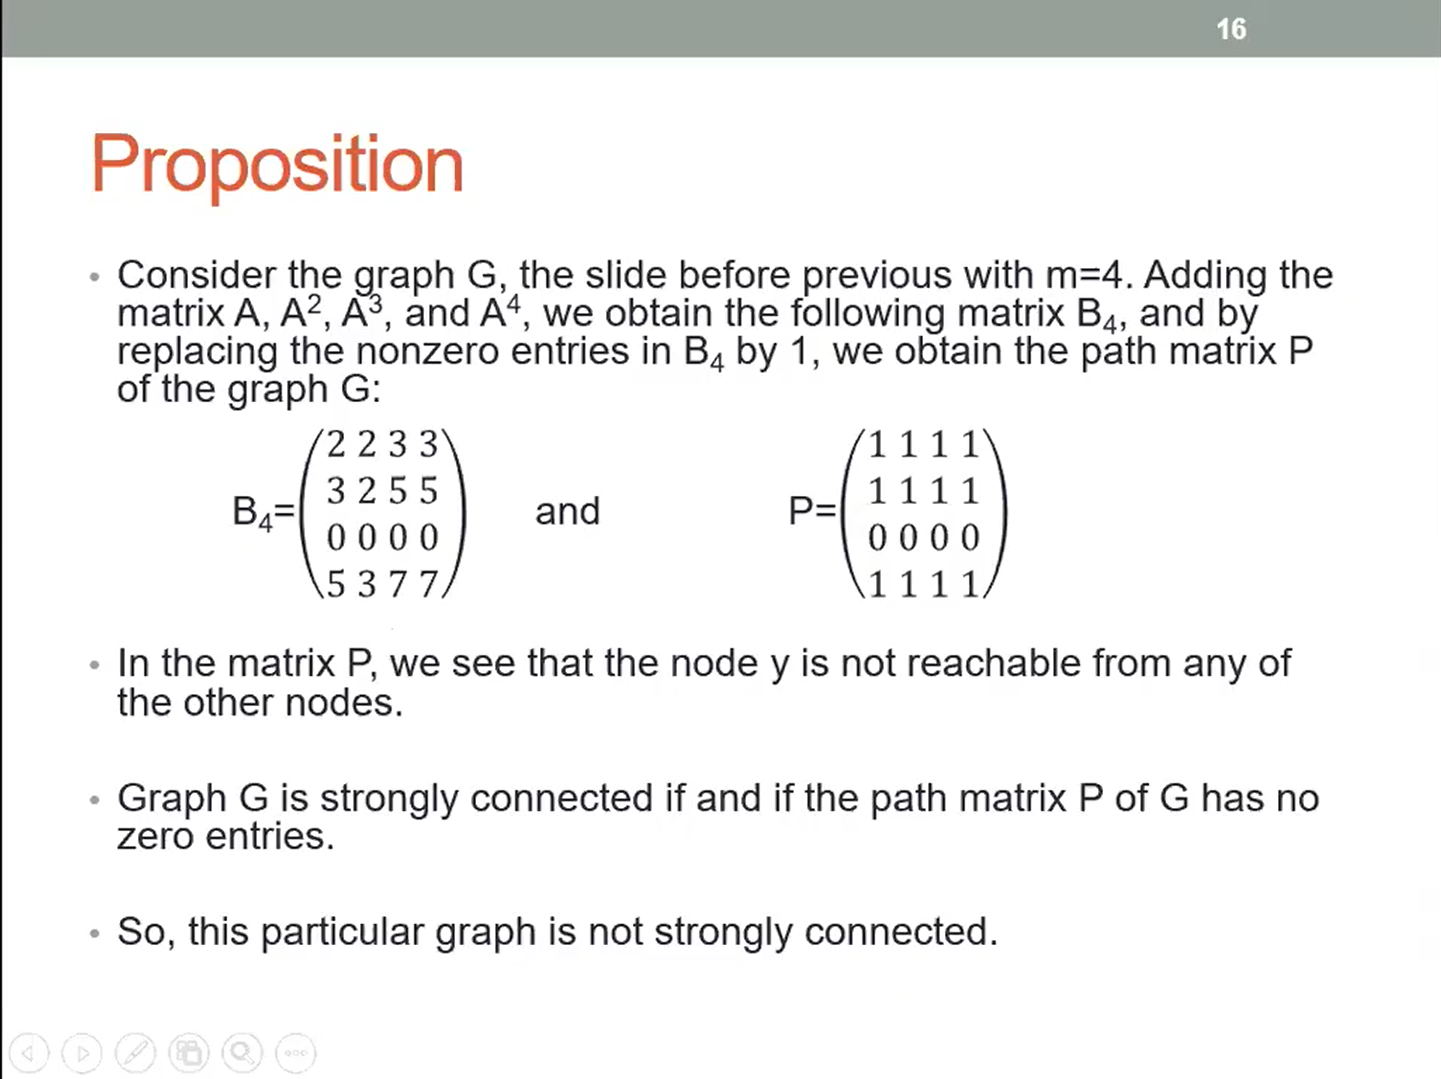 16
Proposition
• Consider the graph G, the slide before previous with m=4. Adding the
matrix A, A², A³, and A⁴, we obtain the following matrix B₄, and by
replacing the nonzero entries in B₄ by 1, we obtain the path matrix P
of the graph G:
2 2 3 3 1 1 1 1
3 2 5 5 1 1 1 1
B₄= and P=
0 0 0 0 0 0 0 0
5 3 7 7 1 1 1 1
• In the matrix P, we see that the node y is not reachable from any of
the other nodes.
• Graph G is strongly connected if and if the path matrix P of G has no
zero entries.
• So, this particular graph is not strongly connected.